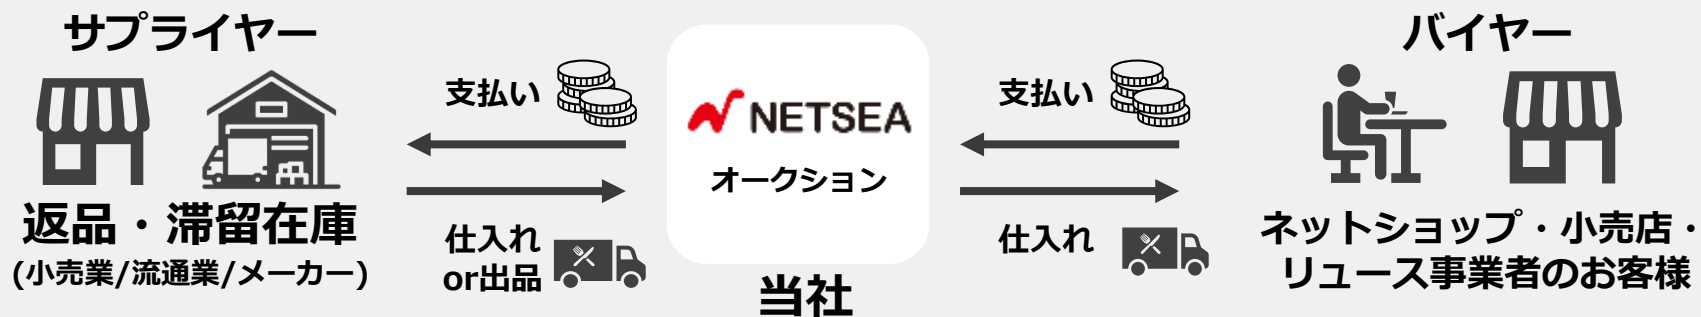 サプライヤー
返品・滞留在庫
(小売業/流通業/メーカー)
支払い
仕入れ
or出品
NETSEA
オークション
当社
支払い
仕入れ
バイヤー
ネットショップ・小売店・
リユース事業者のお客様